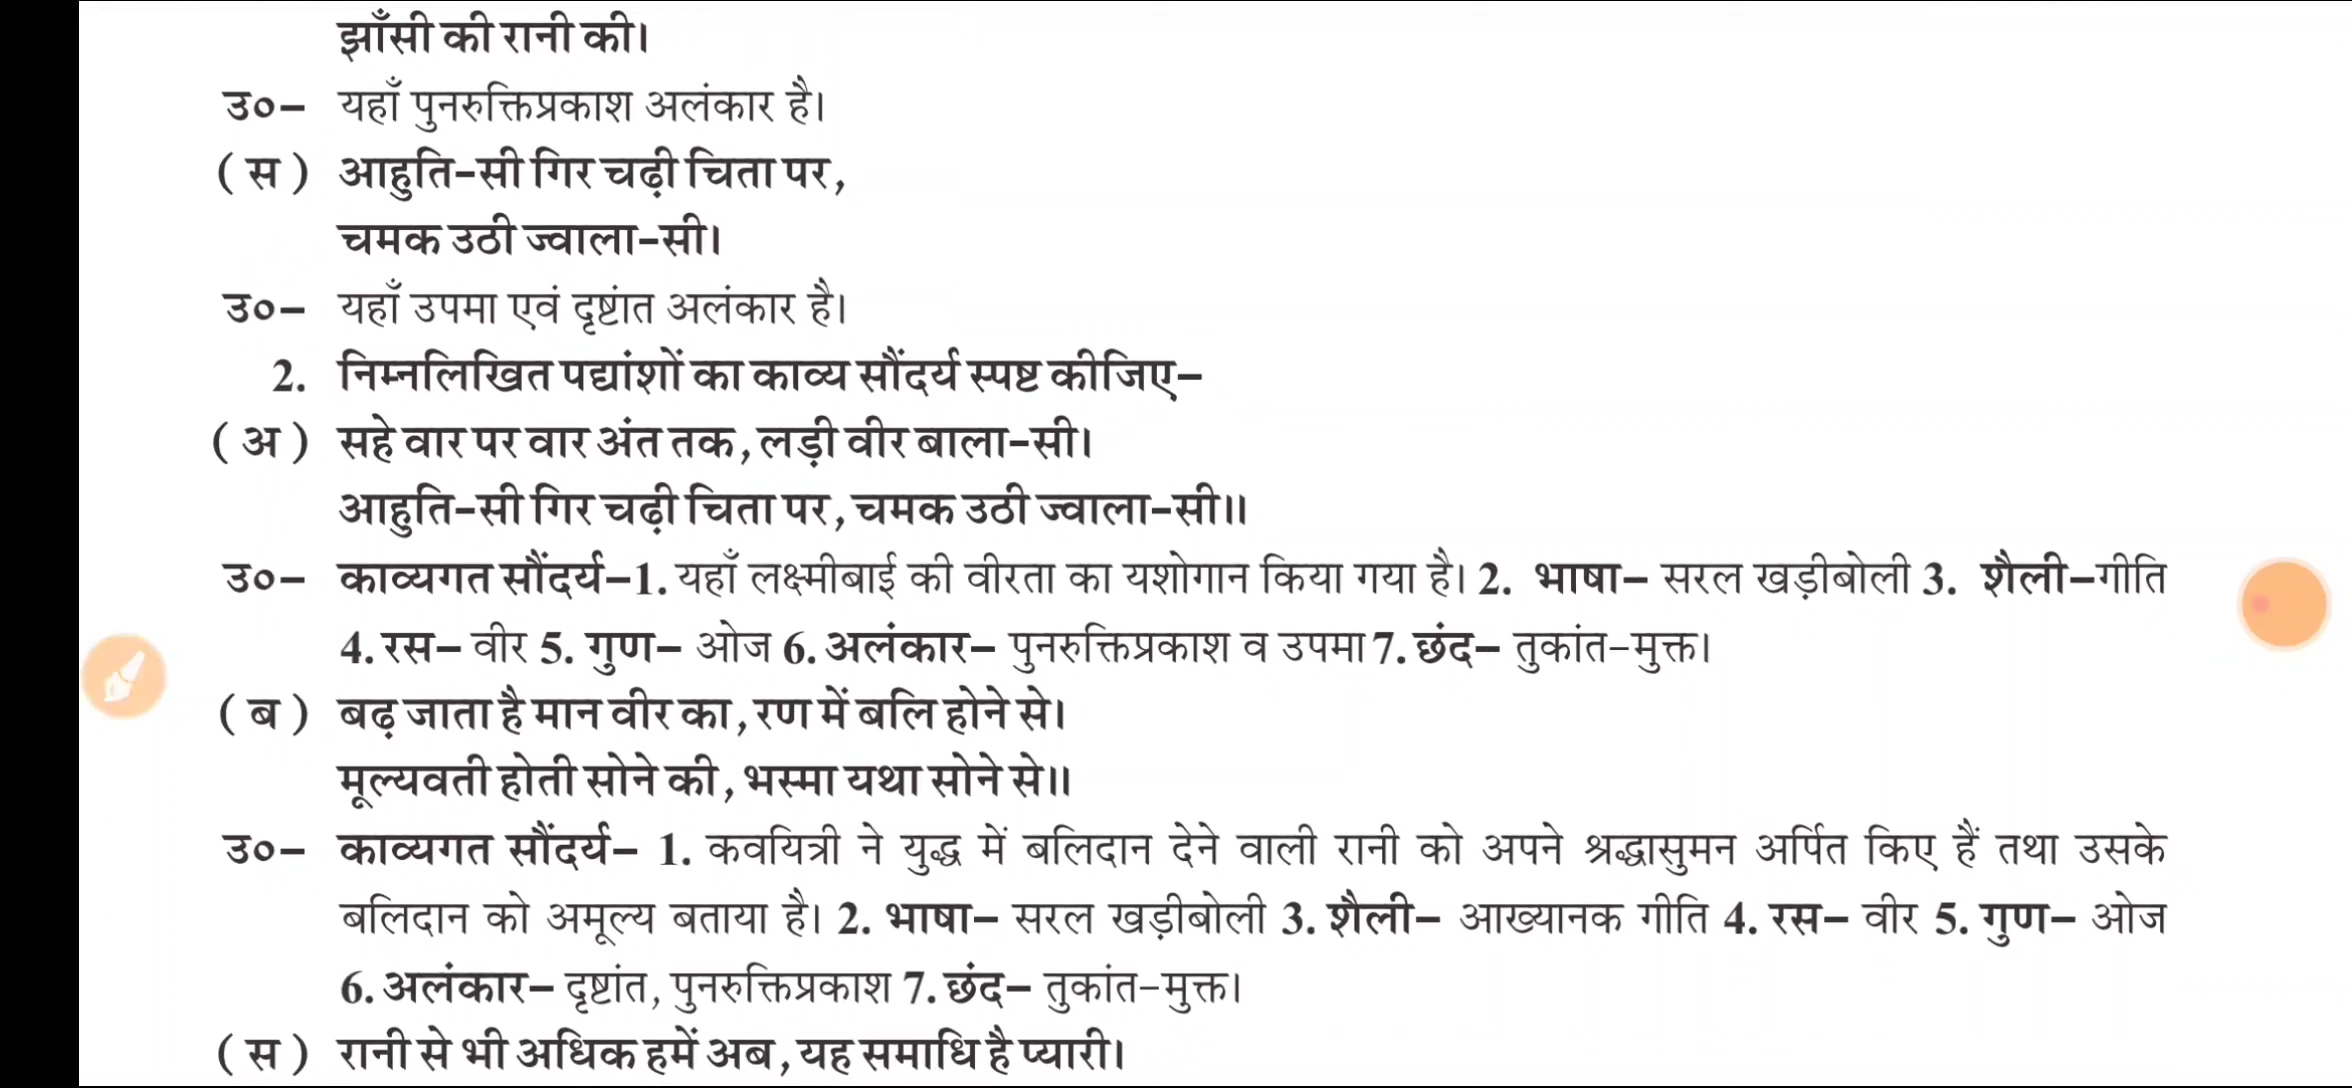 झाँसी की रानी की।
उ०– यहाँ पुनरुक्तिप्रकाश अलंकार है।
( स ) आहुति-सी गिर चढ़ी चिता पर,
चमक उठी ज्वाला-सी।
उ०– यहाँ उपमा एवं दृष्टांत अलंकार है।
2. निम्नलिखित पद्यांशों का काव्य सौंदर्य स्पष्ट कीजिए–
( अ ) सहे वार पर वार अंत तक, लड़ी वीर बाला-सी।
आहुति-सी गिर चढ़ी चिता पर, चमक उठी ज्वाला-सी॥
उ०– काव्यगत सौंदर्य–1. यहाँ लक्ष्मीबाई की वीरता का यशोगान किया गया है। 2. भाषा– सरल खड़ीबोली 3. शैली–गीति
4. रस– वीर 5. गुण– ओज 6. अलंकार– पुनरुक्तिप्रकाश व उपमा 7. छंद– तुकांत-मुक्त।
( ब ) बढ़ जाता है मान वीर का, रण में बलि होने से।
मूल्यवती होती सोने की, भस्मा यथा सोने से॥
उ०– काव्यगत सौंदर्य– 1. कवयित्री ने युद्ध में बलिदान देने वाली रानी को अपने श्रद्धासुमन अर्पित किए हैं तथा उसके
बलिदान को अमूल्य बताया है। 2. भाषा– सरल खड़ीबोली 3. शैली– आख्यानक गीति 4. रस– वीर 5. गुण– ओज
6. अलंकार– दृष्टांत, पुनरुक्तिप्रकाश 7. छंद– तुकांत-मुक्त।
( स ) रानी से भी अधिक हमें अब, यह समाधि है प्यारी।